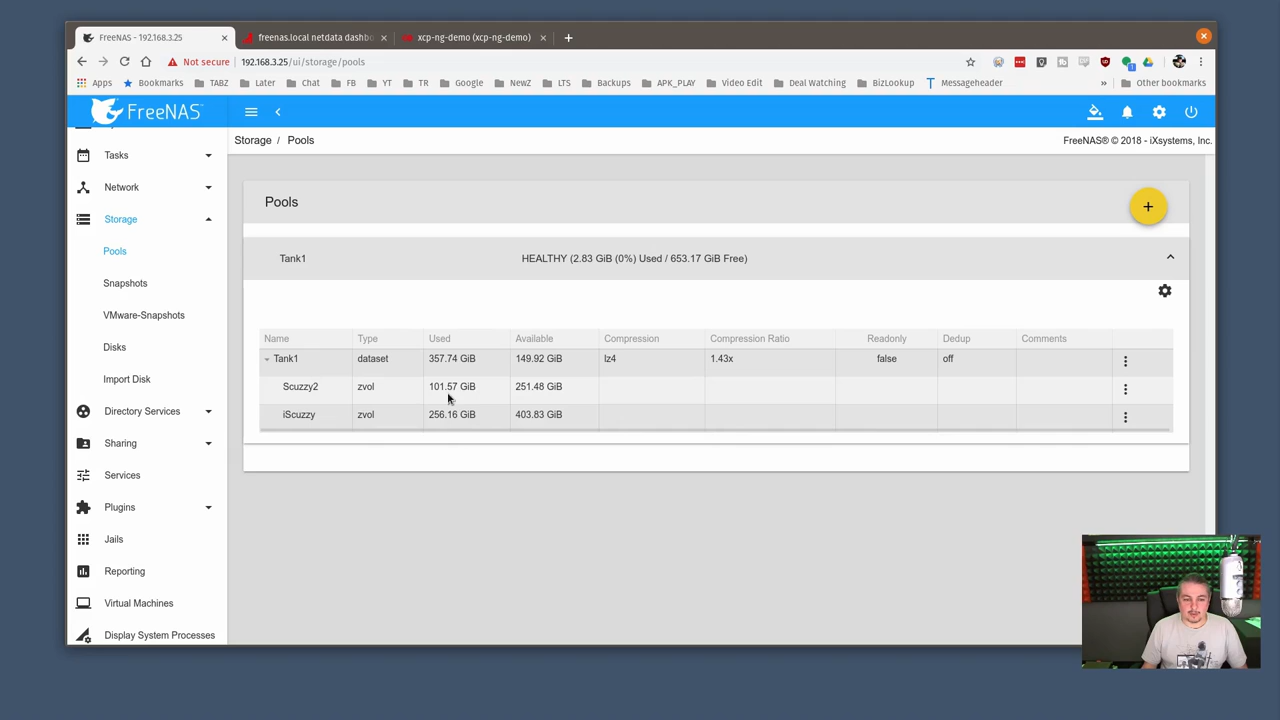 FreeNAS - 192.168.3.25
freenas.local netdata dashbo
xcp-ng-demo (xcp-ng-demo)
Not secure
192.168.3.25/ui/storage/pools
Apps
Bookmarks
TABZ
Later
Chat
FB
YT
TR
Google
NewZ
LTS
Backups
APK_PLAY
Video Edit
Deal Watching
BizLookup
Messageheader
»
Other bookmarks
FreeNAS
Storage / Pools
FreeNAS® © 2018 - iXsystems, Inc.
Tasks
Network
Storage
Pools
Snapshots
VMware-Snapshots
Disks
Import Disk
Directory Services
Sharing
Services
Plugins
Jails
Reporting
Virtual Machines
Display System Processes
Pools
Tank1 HEALTHY (2.83 GiB (0%) Used / 653.17 GiB Free)
Name Type Used Available Compression Compression Ratio Readonly Dedup Comments
Tank1 dataset 357.74 GiB 149.92 GiB lz4 1.43x false off
Scuzzy2 zvol 101.57 GiB 251.48 GiB
iScuzzy zvol 256.16 GiB 403.83 GiB